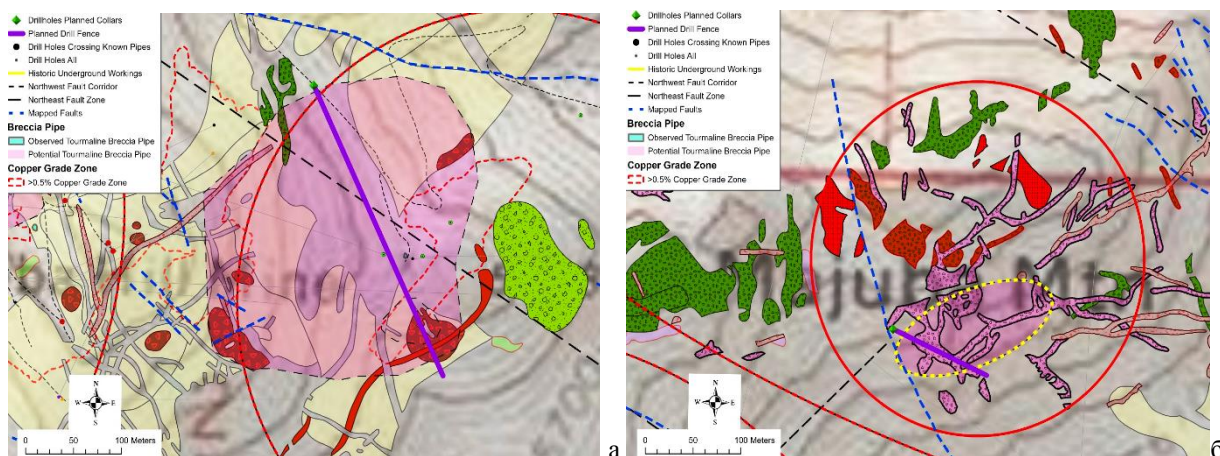 Drillholes Planned Collars
Planned Drill Fence
Drill Holes Crossing Known Pipes
Drill Holes All
Historic Underground Workings
Northwest Fault Corridor
Northeast Fault Zone
Mapped Faults
Breccia Pipe
Observed Tourmaline Breccia Pipe
Potential Tourmaline Breccia Pipe
Copper Grade Zone
>0.5% Copper Grade Zone
N
W E
S
0 50 100 Meters
а
Drillholes Planned Collars
Planned Drill Fence
Drill Holes Crossing Known Pipes
Drill Holes All
Historic Underground Workings
Northwest Fault Corridor
Northeast Fault Zone
Mapped Faults
Breccia Pipe
Observed Tourmaline Breccia Pipe
Potential Tourmaline Breccia Pipe
Copper Grade Zone
>0.5% Copper Grade Zone
N
W E
S
0 50 100 Meters
б